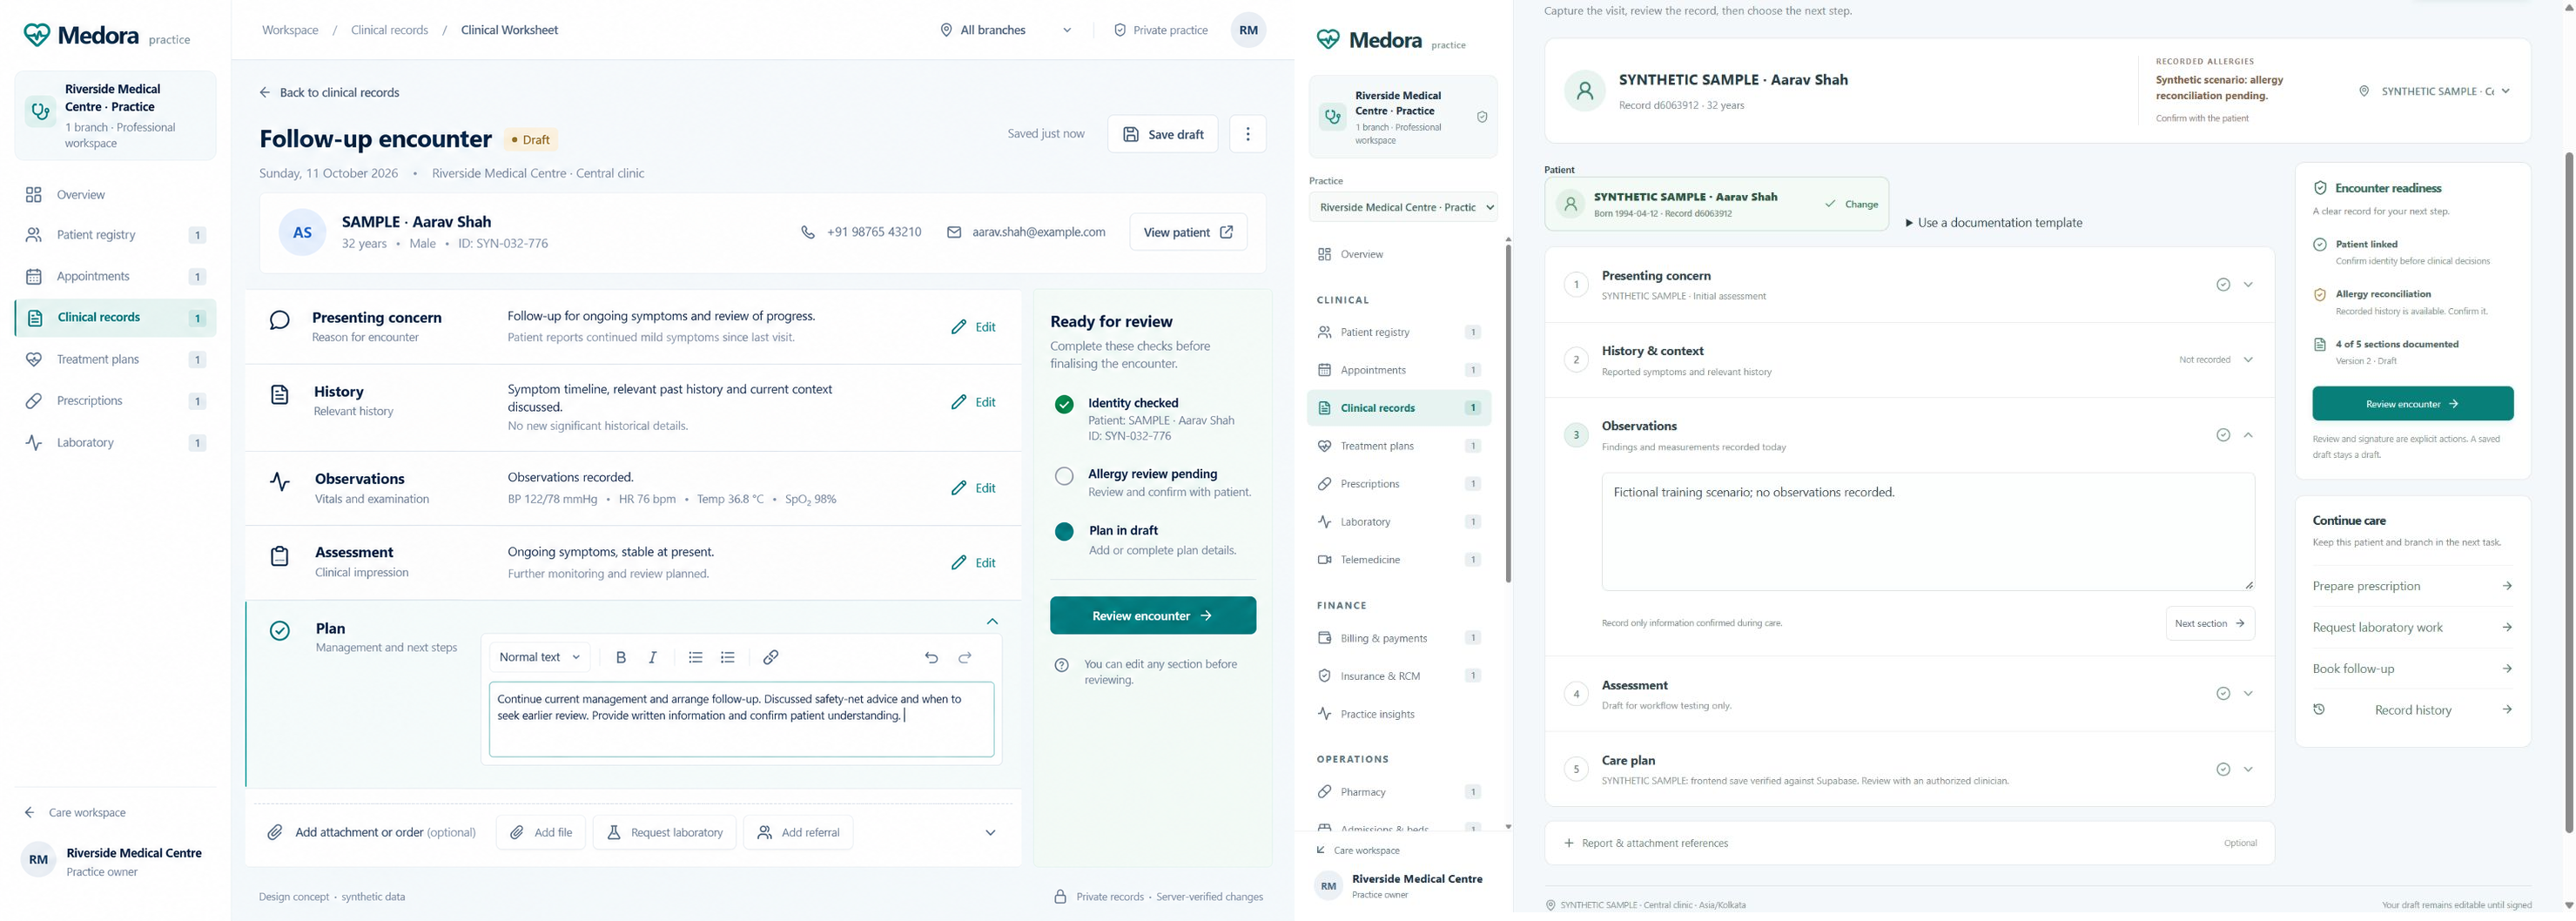 Medora practice
Riverside Medical
Centre · Practice
1 branch · Professional
workspace
Overview
Patient registry 1
Appointments 1
Clinical records 1
Treatment plans 1
Prescriptions 1
Laboratory 1
Care workspace
RM
Riverside Medical Centre
Practice owner
Workspace / Clinical records / Clinical Worksheet
All branches
Private practice
RM
Back to clinical records
Follow-up encounter
Draft
Saved just now
Save draft
Sunday, 11 October 2026 • Riverside Medical Centre · Central clinic
AS
SAMPLE · Aarav Shah
32 years • Male • ID: SYN-032-776
+91 98765 43210
aarav.shah@example.com
View patient
Presenting concern
Reason for encounter
Follow-up for ongoing symptoms and review of progress.
Patient reports continued mild symptoms since last visit.
Edit
History
Relevant history
Symptom timeline, relevant past history and current context
discussed.
No new significant historical details.
Edit
Observations
Vitals and examination
Observations recorded.
BP 122/78 mmHg • HR 76 bpm • Temp 36.8 °C • SpO₂ 98%
Edit
Assessment
Clinical impression
Ongoing symptoms, stable at present.
Further monitoring and review planned.
Edit
Plan
Management and next steps
Normal text
B I
Continue current management and arrange follow-up. Discussed safety-net advice and when to
seek earlier review. Provide written information and confirm patient understanding.
Add attachment or order (optional)
Add file
Request laboratory
Add referral
Design concept • synthetic data
Private records • Server-verified changes
Ready for review
Complete these checks before
finalising the encounter.
Identity checked
Patient: SAMPLE · Aarav Shah
ID: SYN-032-776
Allergy review pending
Review and confirm with patient.
Plan in draft
Add or complete plan details.
Review encounter
You can edit any section before
reviewing.
Medora practice
Riverside Medical
Centre · Practice
1 branch · Professional
workspace
Practice
Riverside Medical Centre · Practic
Overview
CLINICAL
Patient registry 1
Appointments 1
Clinical records 1
Treatment plans 1
Prescriptions 1
Laboratory 1
Telemedicine 1
FINANCE
Billing & payments 1
Insurance & RCM 1
Practice insights
OPERATIONS
Pharmacy 1
Admissions & beds 1
Care workspace
RM
Riverside Medical Centre
Practice owner
Capture the visit, review the record, then choose the next step.
SYNTHETIC SAMPLE · Aarav Shah
Record d6063912 · 32 years
RECORDED ALLERGIES
Synthetic scenario: allergy
reconciliation pending.
Confirm with the patient
SYNTHETIC SAMPLE · Ce
Patient
SYNTHETIC SAMPLE · Aarav Shah
Born 1994-04-12 · Record d6063912
Change
Use a documentation template
1
Presenting concern
SYNTHETIC SAMPLE · Initial assessment
2
History & context
Reported symptoms and relevant history
Not recorded
3
Observations
Findings and measurements recorded today
Fictional training scenario; no observations recorded.
Record only information confirmed during care.
Next section
4
Assessment
Draft for workflow testing only.
5
Care plan
SYNTHETIC SAMPLE: frontend save verified against Supabase. Review with an authorized clinician.
Report & attachment references
Optional
SYNTHETIC SAMPLE · Central clinic · Asia/Kolkata
Your draft remains editable until signed
Encounter readiness
A clear record for your next step.
Patient linked
Confirm identity before clinical decisions
Allergy reconciliation
Recorded history is available. Confirm it.
4 of 5 sections documented
Version 2 · Draft
Review encounter
Review and signature are explicit actions. A saved
draft stays a draft.
Continue care
Keep this patient and branch in the next task.
Prepare prescription
Request laboratory work
Book follow-up
Record history